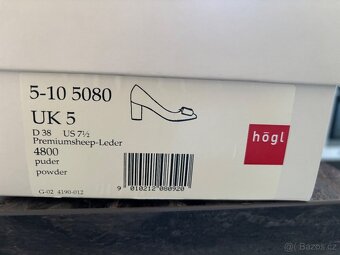 5-10 5080
UK 5
D 38 US 7½
Premiumsheep-Leder
4800
puder
powder
G-02 4190-012
9 010212 080920
högl
Sbazar.cz